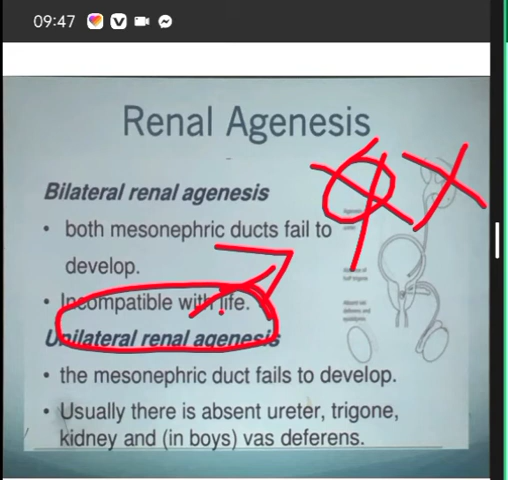 09:47
Renal Agenesis
Bilateral renal agenesis
• both mesonephric ducts fail to
develop.
• Incompatible with life.
Unilateral renal agenesis
• the mesonephric duct fails to develop.
• Usually there is absent ureter, trigone,
kidney and (in boys) vas deferens.